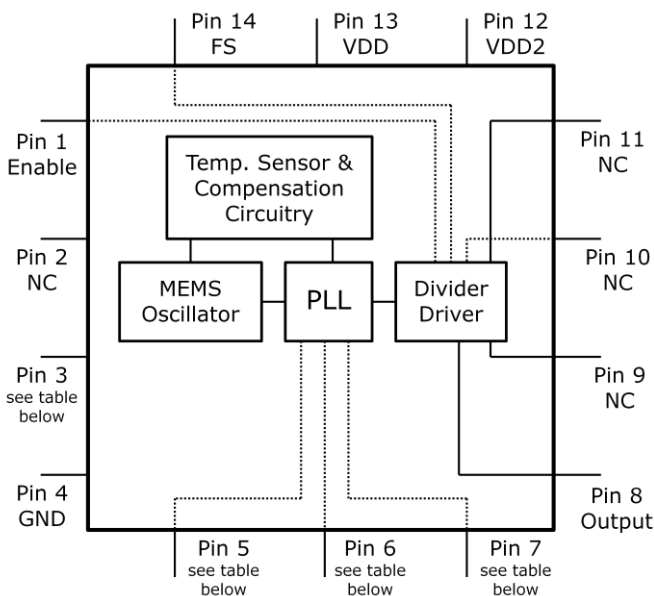 Pin 14
FS
Pin 13
VDD
Pin 12
VDD2
Pin 1
Enable
Pin 11
NC
Temp. Sensor &
Compensation
Circuitry
Pin 2
NC
Pin 10
NC
MEMS
Oscillator
PLL
Divider
Driver
Pin 3
see table
below
Pin 9
NC
Pin 4
GND
Pin 8
Output
Pin 5
see table
below
Pin 6
see table
below
Pin 7
see table
below